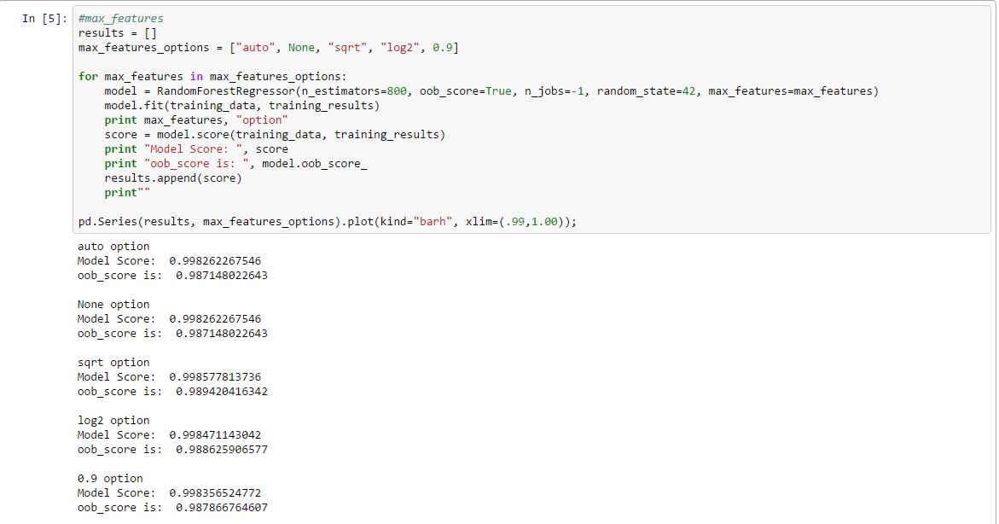 In [5]:
#max_features
results = []
max_features_options = ["auto", None, "sqrt", "log2", 0.9]
for max_features in max_features_options:
    model = RandomForestRegressor(n_estimators=800, oob_score=True, n_jobs=-1, random_state=42, max_features=max_features)
    model.fit(training_data, training_results)
    print max_features, "option"
    score = model.score(training_data, training_results)
    print "Model Score: ", score
    print "oob_score is: ", model.oob_score_
    results.append(score)
    print""
pd.Series(results, max_features_options).plot(kind="barh", xlim=(.99,1.00));
auto option
Model Score:  0.998262267546
oob_score is:  0.987148022643
None option
Model Score:  0.998262267546
oob_score is:  0.987148022643
sqrt option
Model Score:  0.998577813736
oob_score is:  0.989420416342
log2 option
Model Score:  0.998471143042
oob_score is:  0.988625906577
0.9 option
Model Score:  0.998356524772
oob_score is:  0.987866764607